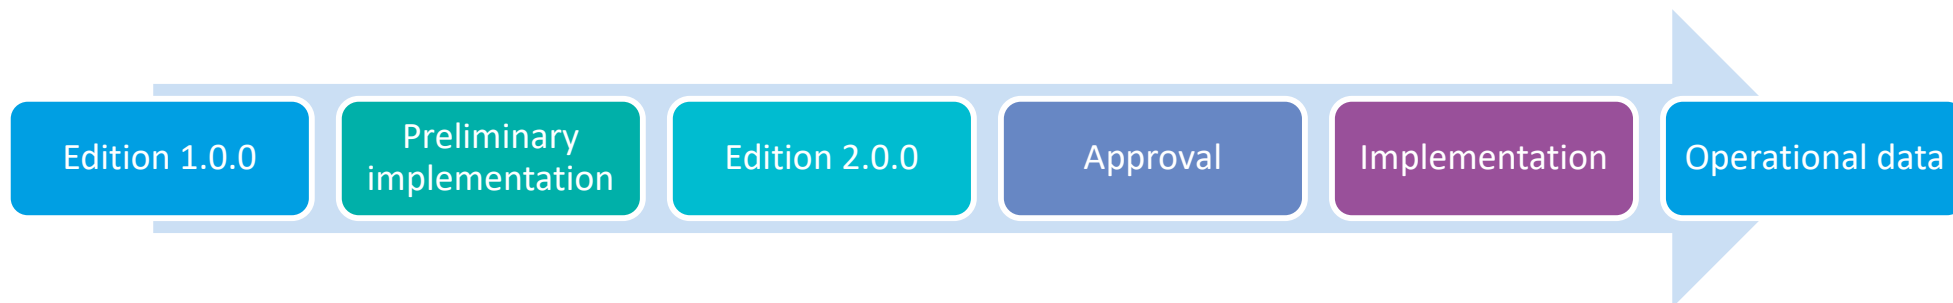 Edition 1.0.0
Preliminary
implementation
Edition 2.0.0
Approval
Implementation
Operational data